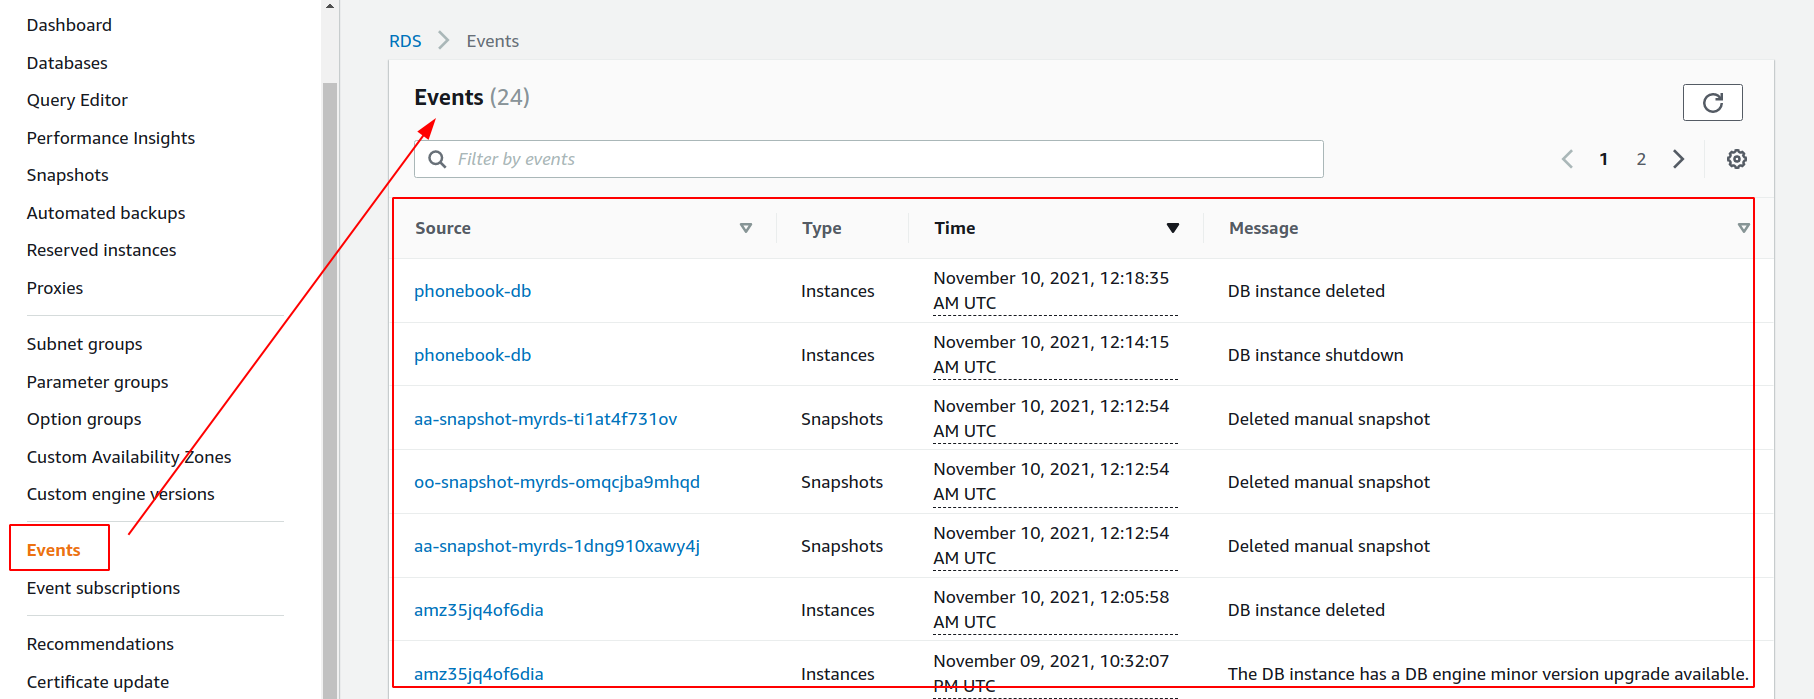 Dashboard
Databases
Query Editor
Performance Insights
Snapshots
Automated backups
Reserved instances
Proxies
Subnet groups
Parameter groups
Option groups
Custom Availability Zones
Custom engine versions
Events
Event subscriptions
Recommendations
Certificate update
RDS > Events
Events (24)
Filter by events
1 2
Source Type Time Message
phonebook-db Instances November 10, 2021, 12:18:35 AM UTC DB instance deleted
phonebook-db Instances November 10, 2021, 12:14:15 AM UTC DB instance shutdown
aa-snapshot-myrds-ti1at4f731ov Snapshots November 10, 2021, 12:12:54 AM UTC Deleted manual snapshot
oo-snapshot-myrds-omqcjba9mhqd Snapshots November 10, 2021, 12:12:54 AM UTC Deleted manual snapshot
aa-snapshot-myrds-1dng910xawy4j Snapshots November 10, 2021, 12:12:54 AM UTC Deleted manual snapshot
amz35jq4of6dia Instances November 10, 2021, 12:05:58 AM UTC DB instance deleted
amz35jq4of6dia Instances November 09, 2021, 10:32:07 PM UTC The DB instance has a DB engine minor version upgrade available.